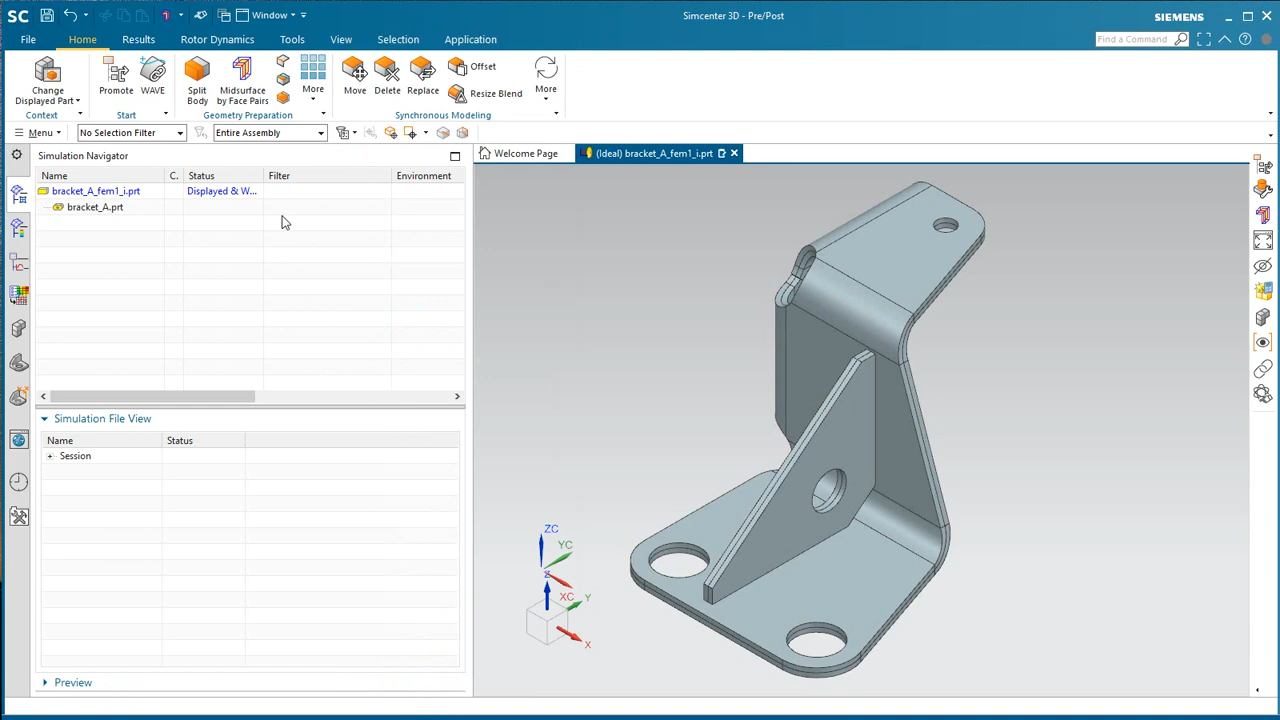 SC
Window
Simcenter 3D - Pre/Post
SIEMENS
File Home Results Rotor Dynamics Tools View Selection Application
Find a Command
Change Displayed Part
Promote
WAVE
Split Body
Midsurface by Face Pairs
More
Move
Delete
Replace
Offset
Resize Blend
More
Context
Start
Geometry Preparation
Synchronous Modeling
Menu
No Selection Filter
Entire Assembly
Simulation Navigator
Welcome Page
(Ideal) bracket_A_fem1_i.prt
Name C. Status Filter Environment
bracket_A_fem1_i.prt Displayed & W...
bracket_A.prt
Simulation File View
Name Status
Session
Preview
ZC
YC
Z
XC
Y
X